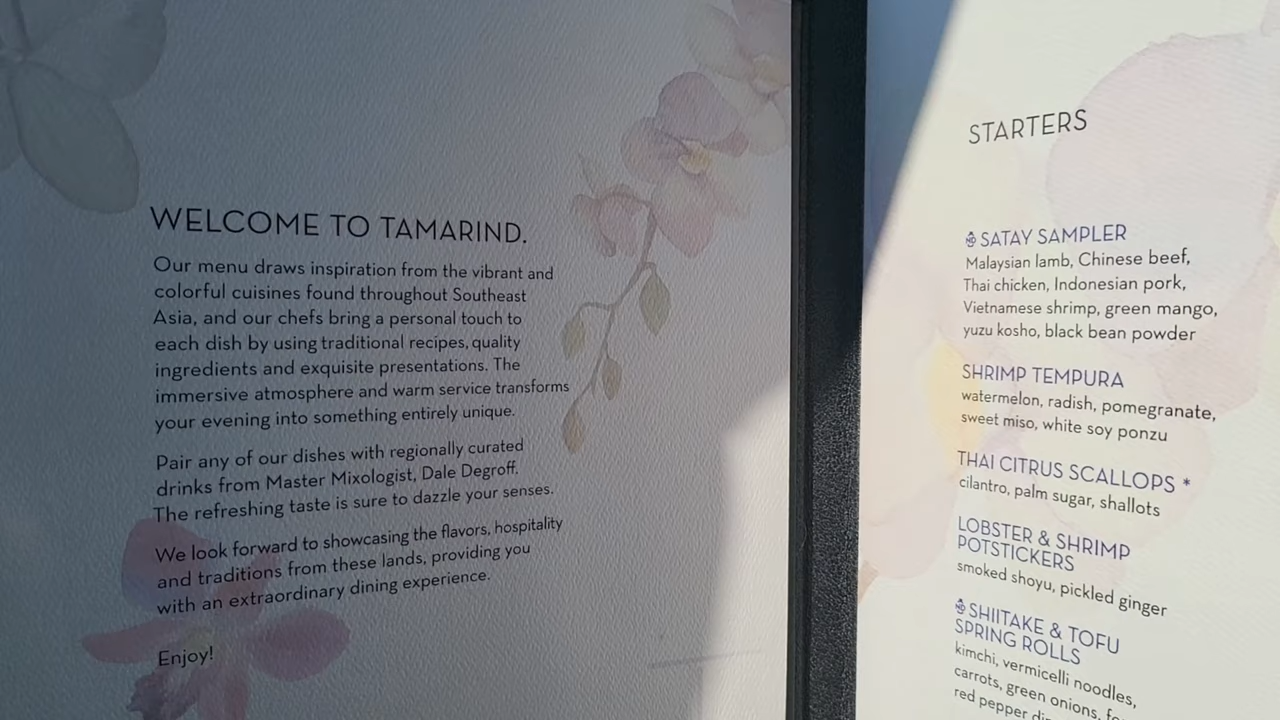 WELCOME TO TAMARIND.
Our menu draws inspiration from the vibrant and
colorful cuisines found throughout Southeast
Asia, and our chefs bring a personal touch to
each dish by using traditional recipes, quality
ingredients and exquisite presentations. The
immersive atmosphere and warm service transforms
your evening into something entirely unique.
Pair any of our dishes with regionally curated
drinks from Master Mixologist, Dale Degroff.
The refreshing taste is sure to dazzle your senses.
We look forward to showcasing the flavors, hospitality
and traditions from these lands, providing you
with an extraordinary dining experience.
Enjoy!
STARTERS
SATAY SAMPLER
Malaysian lamb, Chinese beef,
Thai chicken, Indonesian pork,
Vietnamese shrimp, green mango,
yuzu kosho, black bean powder
SHRIMP TEMPURA
watermelon, radish, pomegranate,
sweet miso, white soy ponzu
THAI CITRUS SCALLOPS *
cilantro, palm sugar, shallots
LOBSTER & SHRIMP
POTSTICKERS
smoked shoyu, pickled ginger
SHIITAKE & TOFU
SPRING ROLLS
kimchi, vermicelli noodles,
carrots, green onions,
red pepper